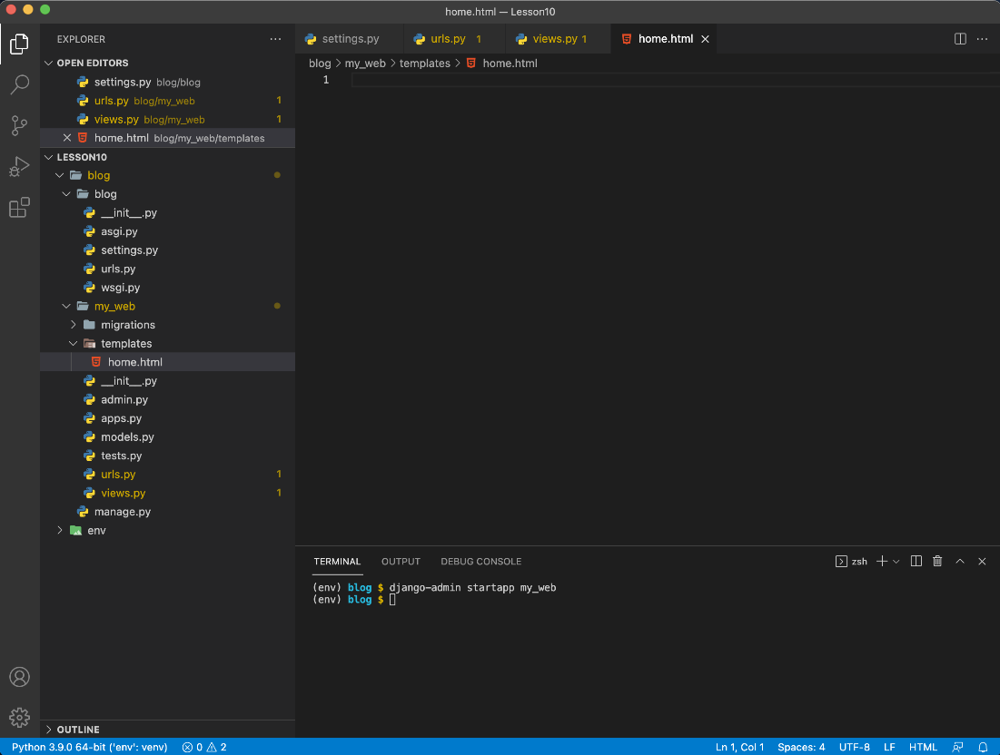 home.html — Lesson10
EXPLORER
settings.py
urls.py 1
views.py 1
home.html
OPEN EDITORS
settings.py blog/blog
urls.py blog/my_web 1
views.py blog/my_web 1
home.html blog/my_web/templates
blog > my_web > templates > home.html
1
LESSON10
blog
blog
__init__.py
asgi.py
settings.py
urls.py
wsgi.py
my_web
migrations
templates
home.html
__init__.py
admin.py
apps.py
models.py
tests.py
urls.py 1
views.py 1
manage.py
env
OUTLINE
TERMINAL OUTPUT DEBUG CONSOLE
zsh
(env) blog $ django-admin startapp my_web
(env) blog $
Python 3.9.0 64-bit ('env': venv) 0 2 Ln 1, Col 1 Spaces: 4 UTF-8 LF HTML